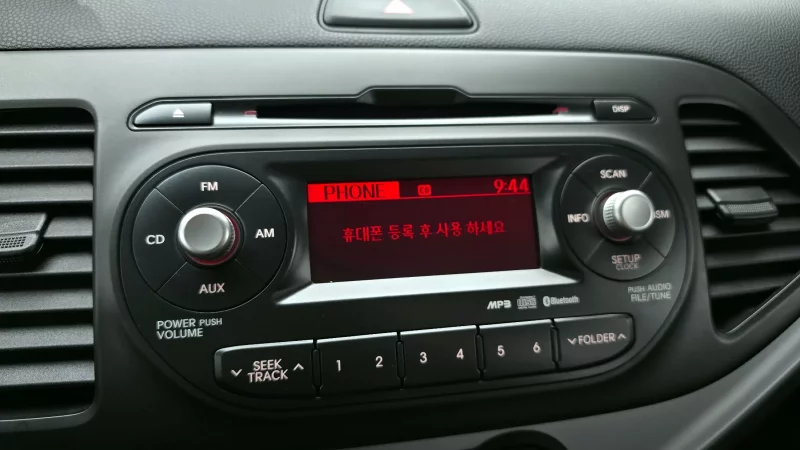 DISP
FM
SCAN
PHONE CD 9:44
CD
AM
휴대폰 등록 후 사용 하세요
INFO
ASM
AUX
SETUP
CLOCK
MP3
Bluetooth
PUSH AUDIO
FILE/TUNE
POWER PUSH
VOLUME
SEEK
TRACK
1 2
3 4
5 6
FOLDER